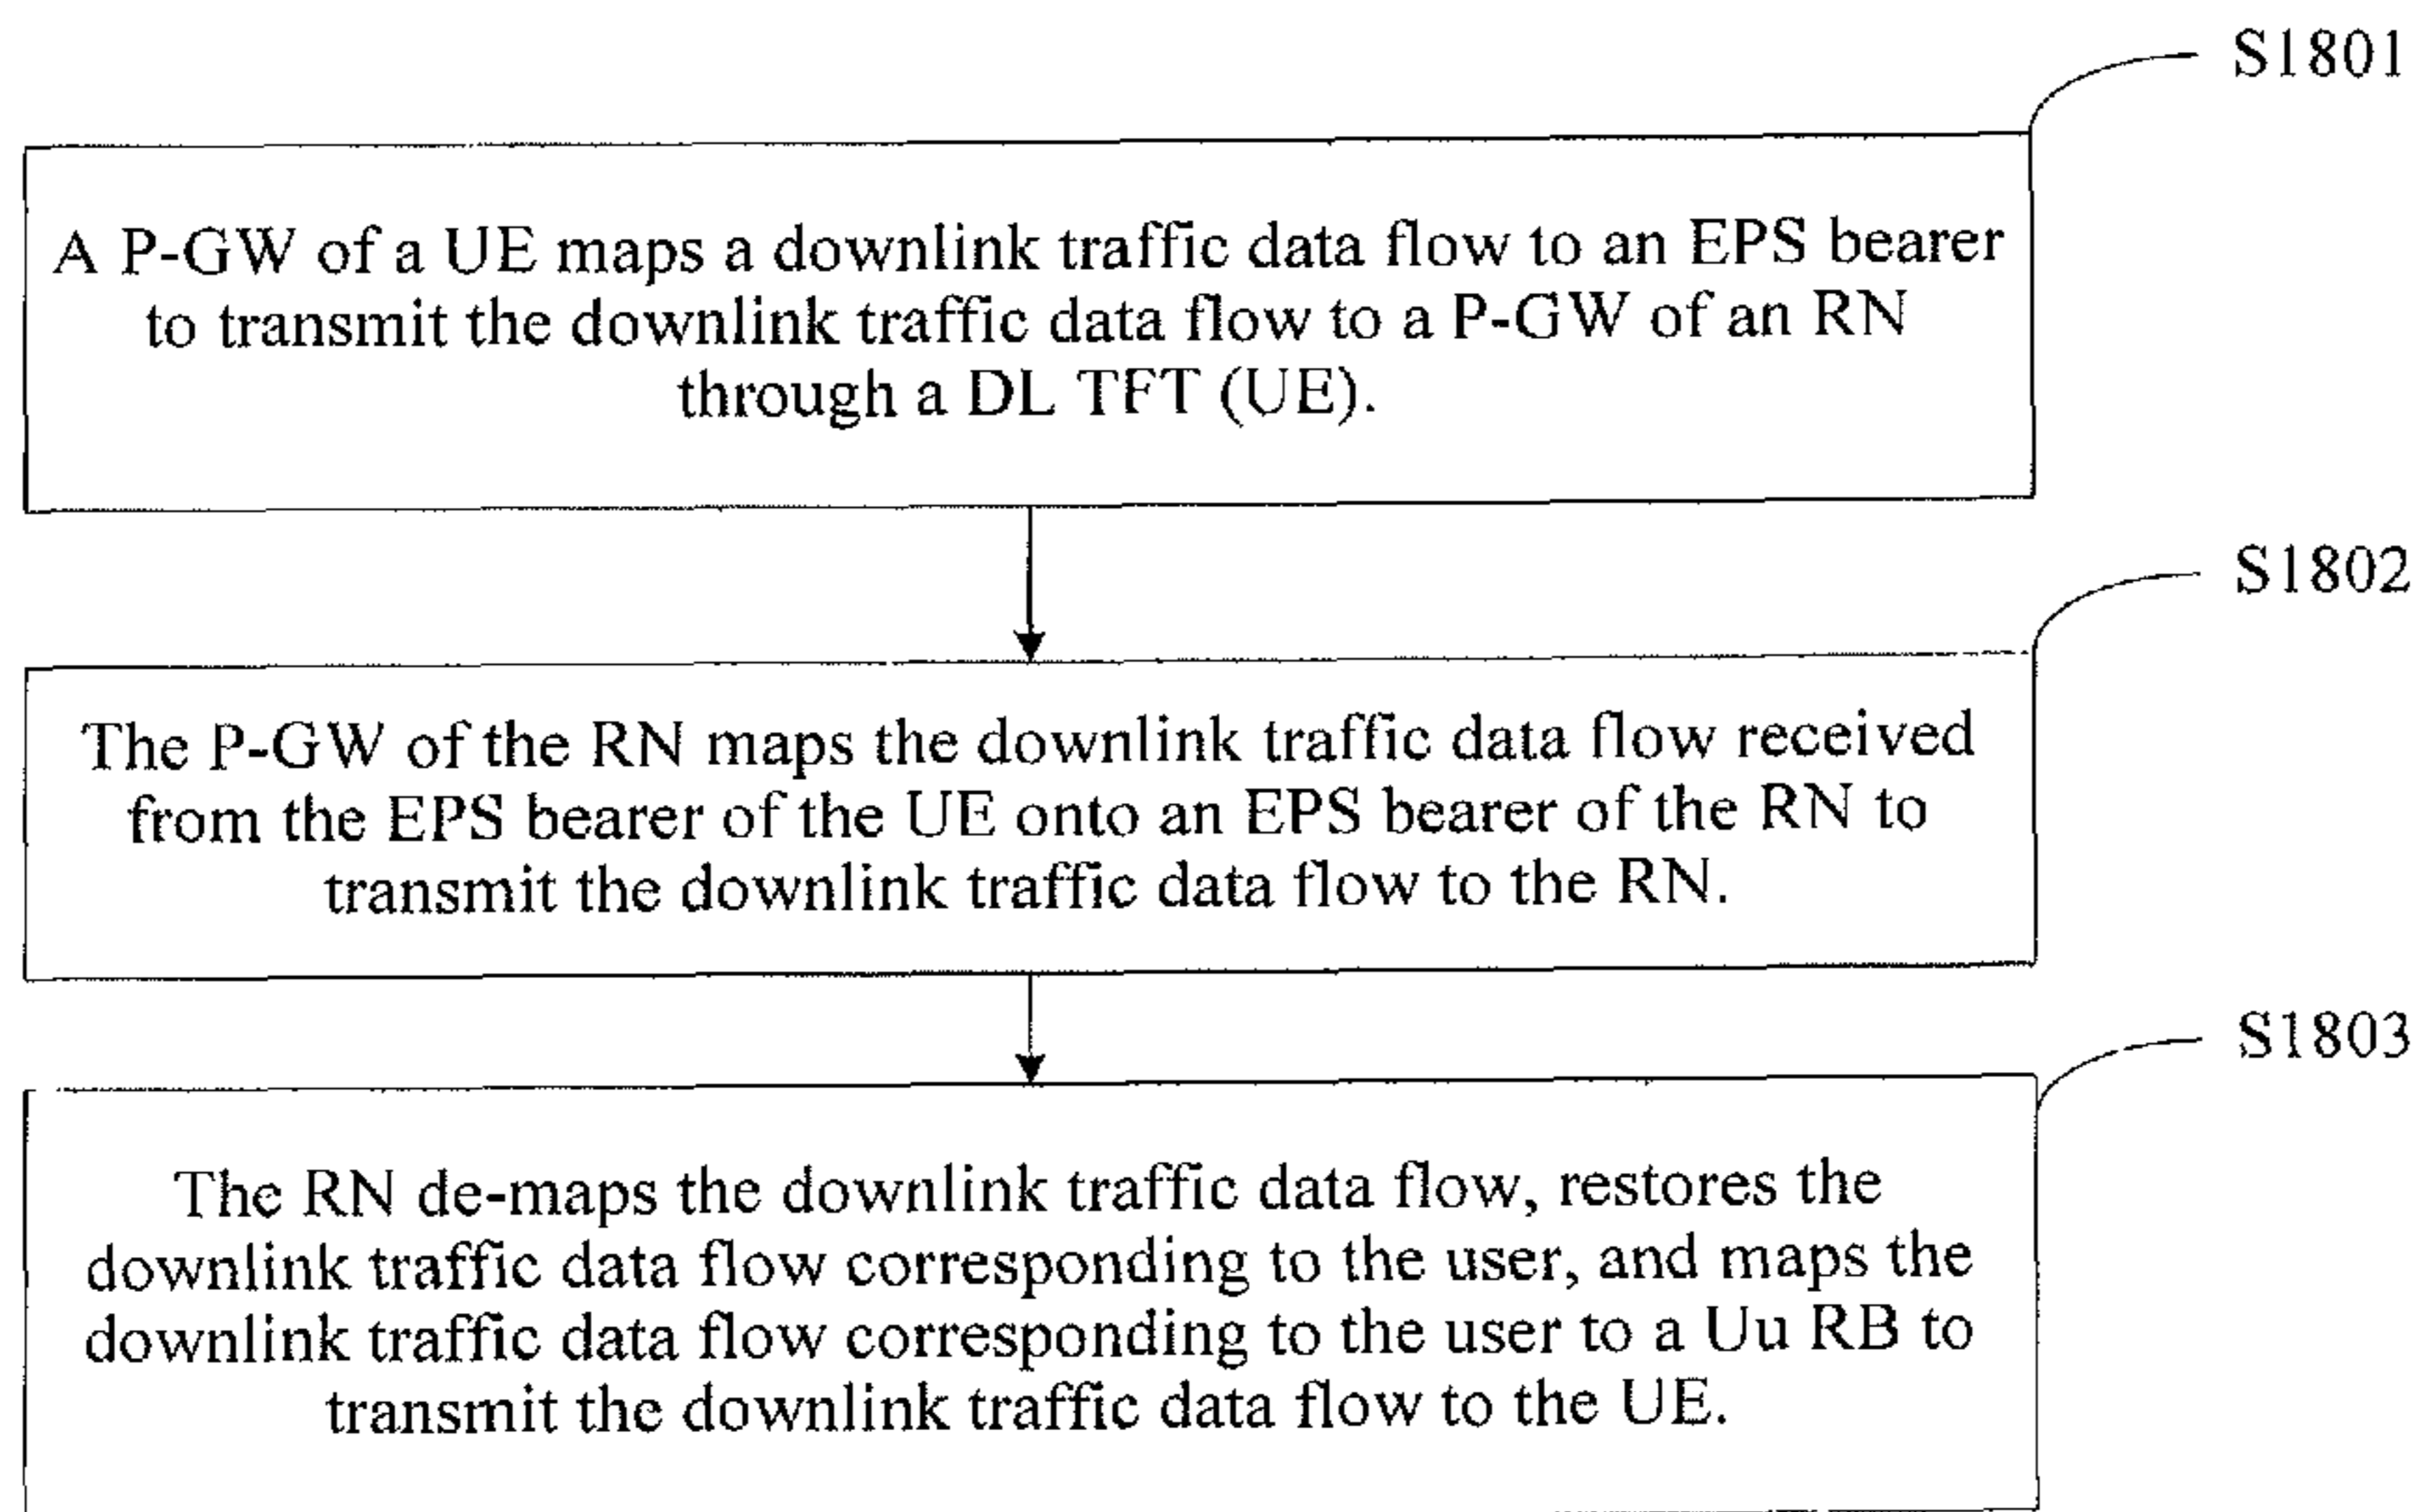 S1801
A P-GW of a UE maps a downlink traffic data flow to an EPS bearer
to transmit the downlink traffic data flow to a P-GW of an RN
through a DL TFT (UE).
S1802
The P-GW of the RN maps the downlink traffic data flow received
from the EPS bearer of the UE onto an EPS bearer of the RN to
transmit the downlink traffic data flow to the RN.
S1803
The RN de-maps the downlink traffic data flow, restores the
downlink traffic data flow corresponding to the user, and maps the
downlink traffic data flow corresponding to the user to a Uu RB to
transmit the downlink traffic data flow to the UE.